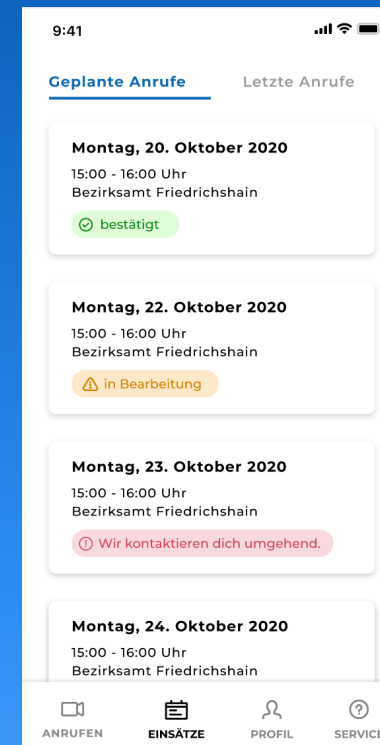 9:41
Geplante Anrufe
Letzte Anrufe
Montag, 20. Oktober 2020
15:00 - 16:00 Uhr
Bezirksamt Friedrichshain
bestätigt
Montag, 22. Oktober 2020
15:00 - 16:00 Uhr
Bezirksamt Friedrichshain
in Bearbeitung
Montag, 23. Oktober 2020
15:00 - 16:00 Uhr
Bezirksamt Friedrichshain
Wir kontaktieren dich umgehend.
Montag, 24. Oktober 2020
15:00 - 16:00 Uhr
Bezirksamt Friedrichshain
ANRUFEN
EINSÄTZE
PROFIL
SERVICE